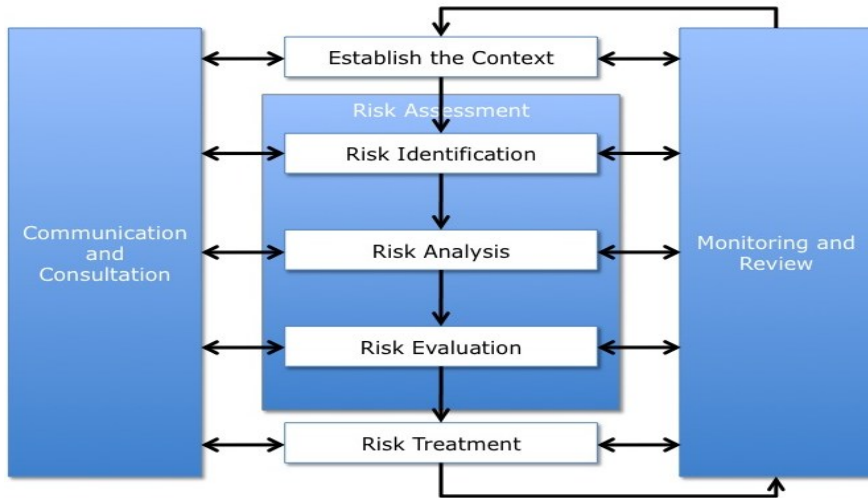 Establish the Context
Risk Assessment
Risk Identification
Communication
and
Consultation
Risk Analysis
Monitoring and
Review
Risk Evaluation
Risk Treatment